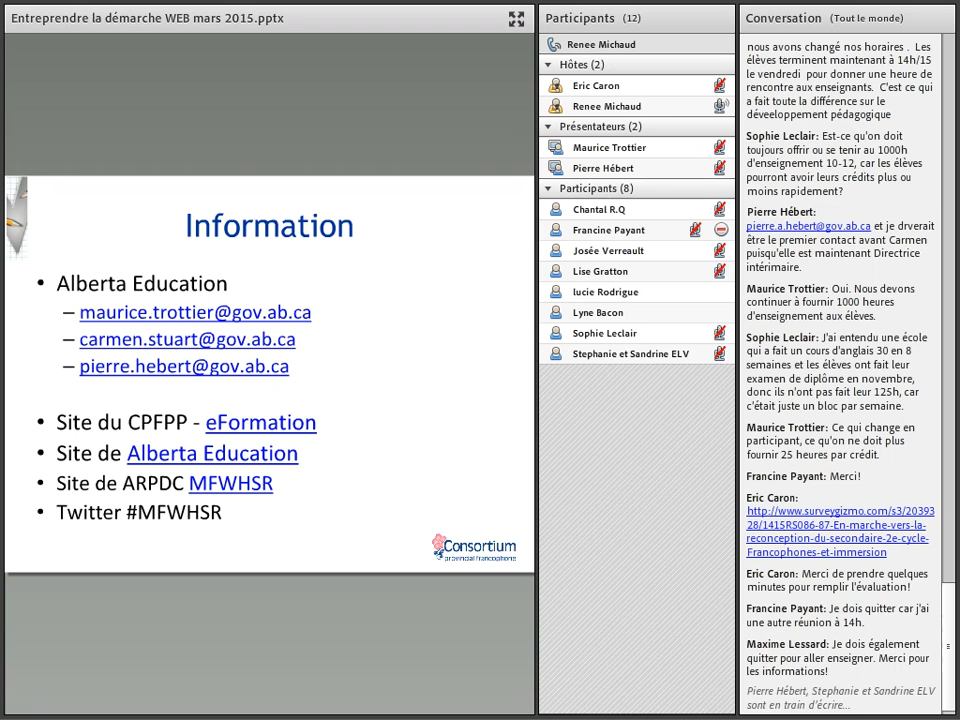 Entreprendre la démarche WEB mars 2015.pptx
Information
• Alberta Education
– maurice.trottier@gov.ab.ca
– carmen.stuart@gov.ab.ca
– pierre.hebert@gov.ab.ca
• Site du CPFPP - eFormation
• Site de Alberta Education
• Site de ARPDC MFWHSR
• Twitter #MFWHSR
Consortium
provincial francophone
Participants (12)
Renee Michaud
Hôtes (2)
Eric Caron
Renee Michaud
Présentateurs (2)
Maurice Trottier
Pierre Hébert
Participants (8)
Chantal R.Q
Francine Payant
Josée Verreault
Lise Gratton
lucie Rodrigue
Lyne Bacon
Sophie Leclair
Stephanie et Sandrine ELV
Conversation (Tout le monde)
nous avons changé nos horaires . Les
élèves terminent maintenant à 14h/15
le vendredi pour donner une heure de
rencontre aux enseignants. C'est ce qui
a fait toute la différence sur le
déveeloppement pédagogique
Sophie Leclair: Est-ce qu'on doit
toujours offrir ou se tenir au 1000h
d'enseignement 10-12, car les élèves
pourront avoir leurs crédits plus ou
moins rapidement?
Pierre Hébert:
pierre.a.hebert@gov.ab.ca et je drverait
être le premier contact avant Carmen
puisqu'elle est maintenant Directrice
intérimaire.
Maurice Trottier: Oui. Nous devons
continuer à fournir 1000 heures
d'enseignement aux élèves.
Sophie Leclair: J'ai entendu une école
qui a fait un cours d'anglais 30 en 8
semaines et les élèves ont fait leur
examen de diplôme en novembre,
donc ils n'ont pas fait leur 125h, car
c'était juste un bloc par semaine.
Maurice Trottier: Ce qui change en
participant, ce qu'on ne doit plus
fournir 25 heures par crédit.
Francine Payant: Merci!
Eric Caron:
http://www.surveygizmo.com/s3/20393
28/1415RS086-87-En-marche-vers-la-
reconception-du-secondaire-2e-cycle-
Francophones-et-immersion
Eric Caron: Merci de prendre quelques
minutes pour remplir l'évaluation!
Francine Payant: Je dois quitter car j'ai
une autre réunion à 14h.
Maxime Lessard: Je dois également
quitter pour aller enseigner. Merci pour
les informations!
Pierre Hébert, Stephanie et Sandrine ELV
sont en train d'écrire...